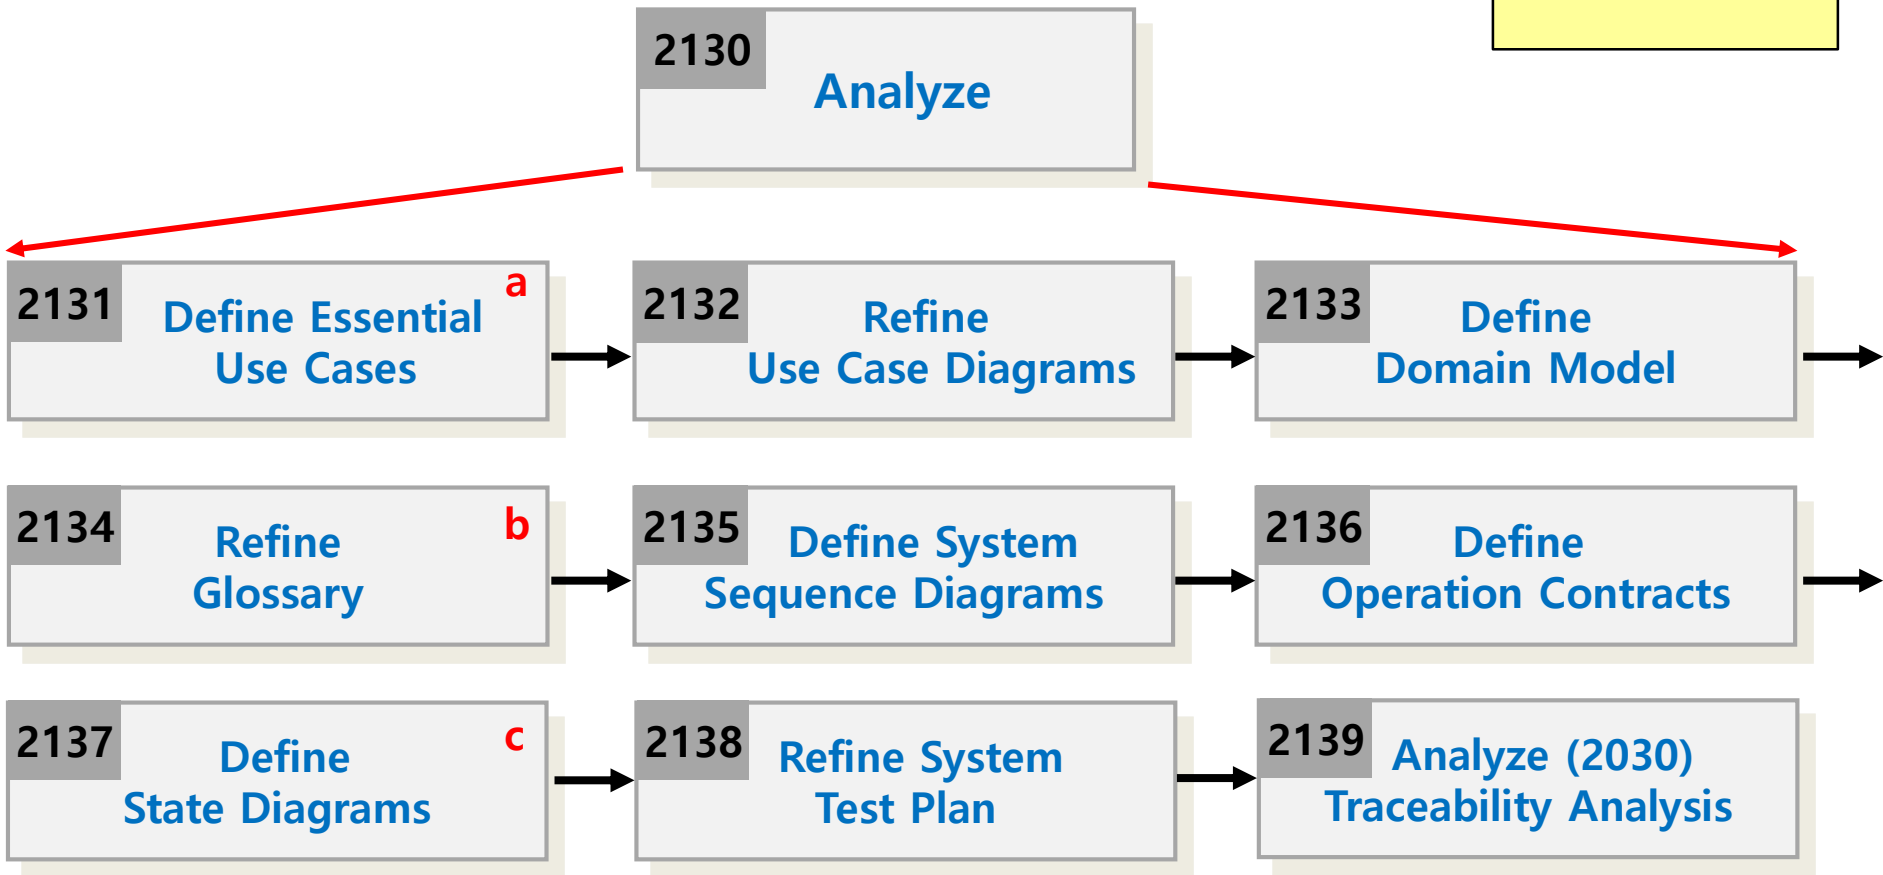 2130
Analyze
2131
a
Define Essential
Use Cases
2132
Refine
Use Case Diagrams
2133
Define
Domain Model
2134
b
Refine
Glossary
2135
Define System
Sequence Diagrams
2136
Define
Operation Contracts
2137
c
Define
State Diagrams
2138
Refine System
Test Plan
2139
Analyze (2030)
Traceability Analysis